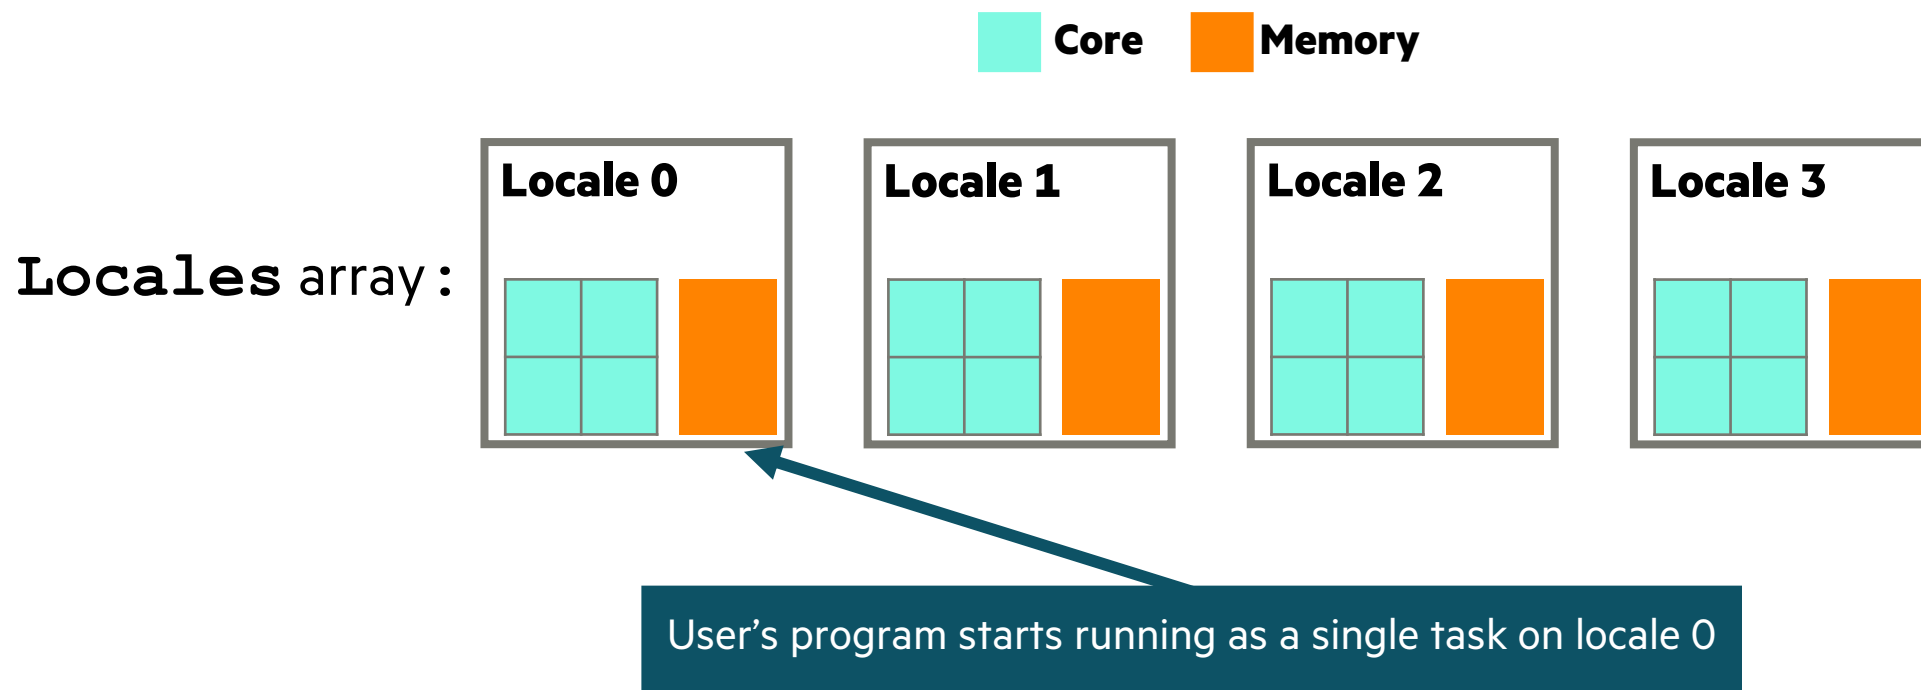 Core Memory
Locale 0 Locale 1 Locale 2 Locale 3
Locales array:
User’s program starts running as a single task on locale 0